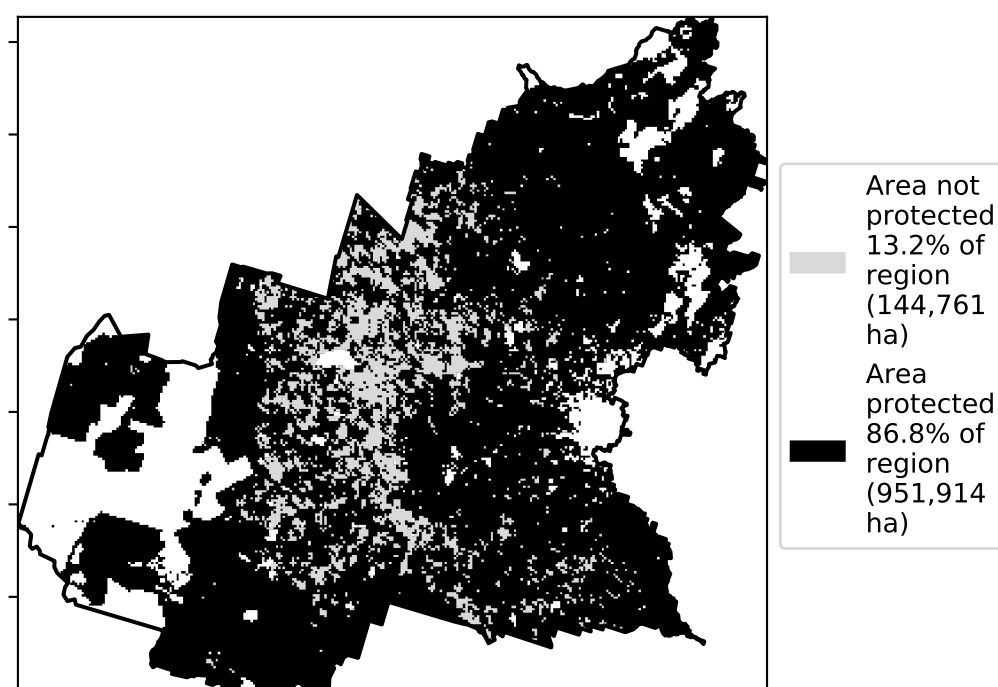 Area not
protected
13.2% of
region
(144,761
ha)
Area
protected
86.8% of
region
(951,914
ha)